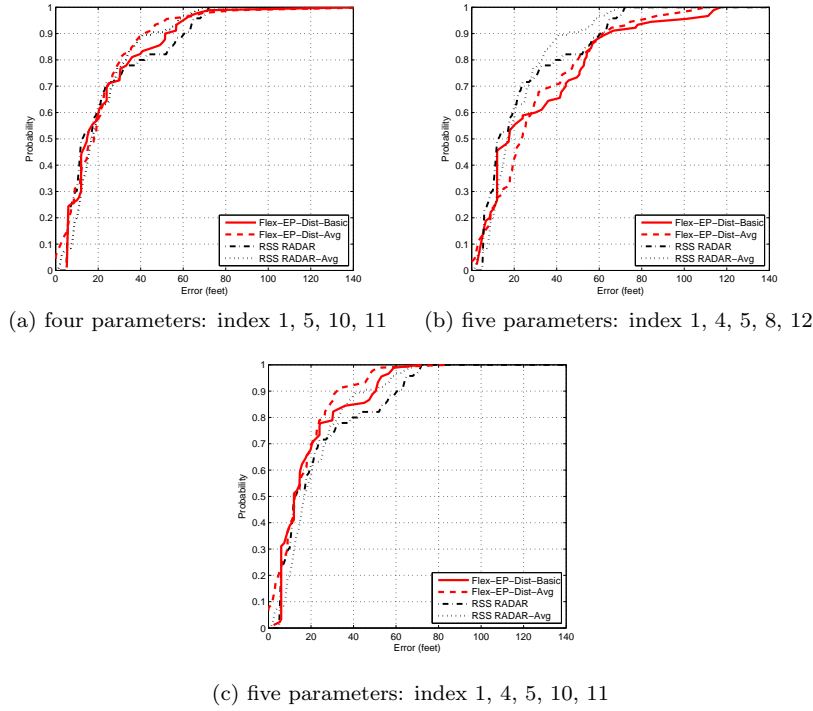 1
0.9
0.8
0.7
0.6
0.5
0.4
0.3
0.2
0.1
0
Probability
0 20 40 60 80 100 120 140
Error (feet)
Flex−EP−Dist−Basic
Flex−EP−Dist−Avg
RSS RADAR
RSS RADAR−Avg
(a) four parameters: index 1, 5, 10, 11
1
0.9
0.8
0.7
0.6
0.5
0.4
0.3
0.2
0.1
0
Probability
0 20 40 60 80 100 120 140
Error (feet)
Flex−EP−Dist−Basic
Flex−EP−Dist−Avg
RSS RADAR
RSS RADAR−Avg
(b) five parameters: index 1, 4, 5, 8, 12
1
0.9
0.8
0.7
0.6
0.5
0.4
0.3
0.2
0.1
0
Probability
0 20 40 60 80 100 120 140
Error (feet)
Flex−EP−Dist−Basic
Flex−EP−Dist−Avg
RSS RADAR
RSS RADAR−Avg
(c) five parameters: index 1, 4, 5, 10, 11